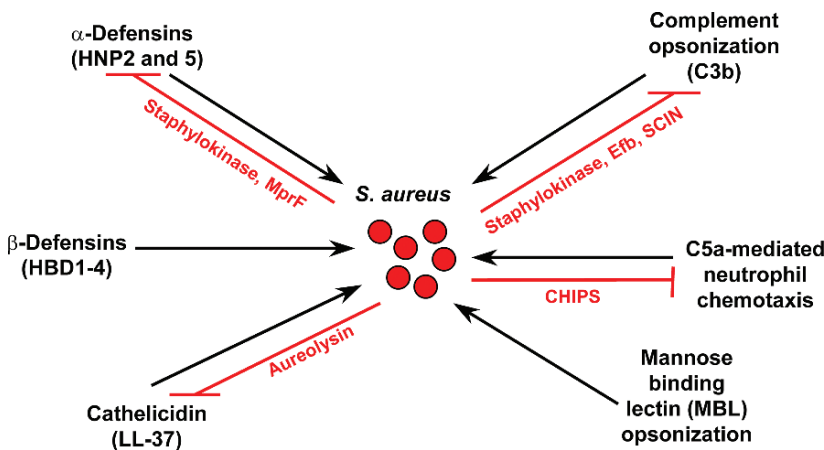 α-Defensins
(HNP2 and 5)
Staphylokinase, MprF
Complement
opsonization
(C3b)
Staphylokinase, Efb, SCIN
S. aureus
β-Defensins
(HBD1-4)
C5a-mediated
neutrophil
chemotaxis
CHIPS
Aureolysin
Cathelicidin
(LL-37)
Mannose
binding
lectin (MBL)
opsonization